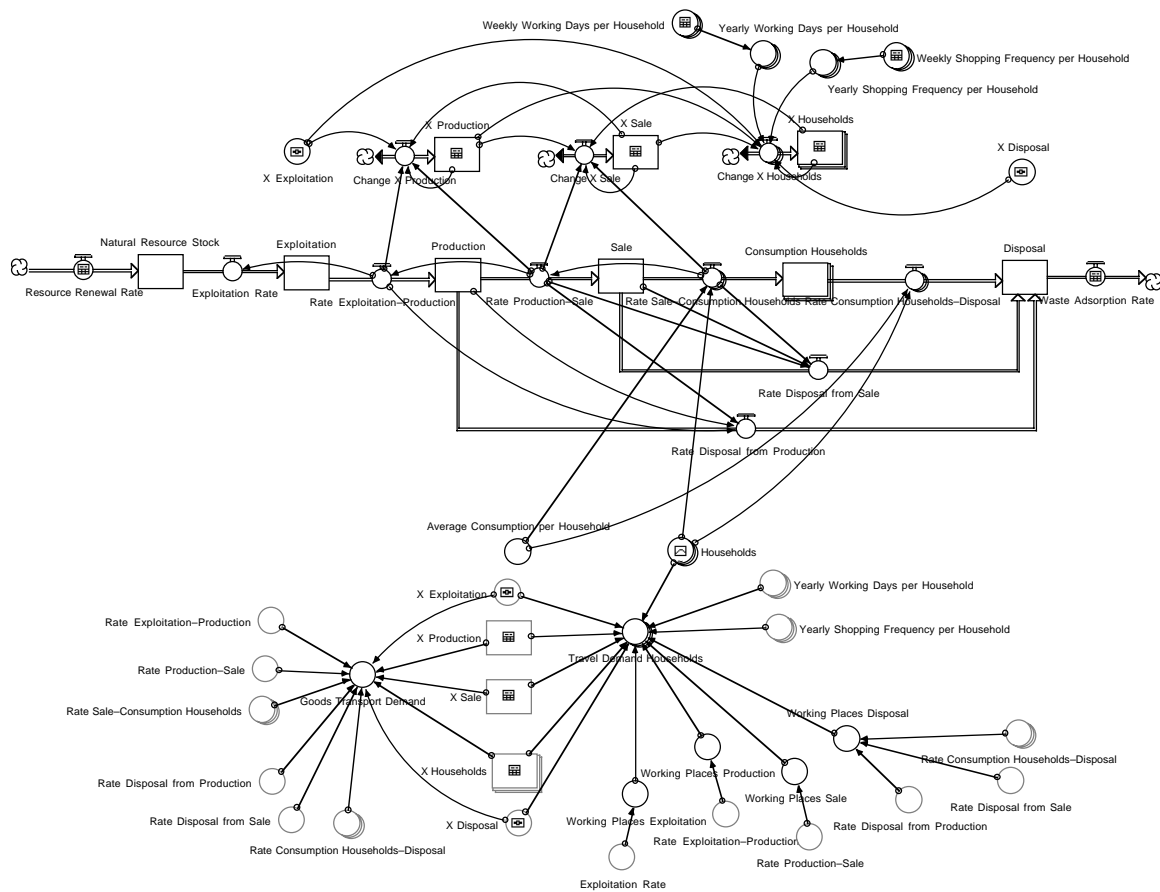 Weekly Working Days per Household
Yearly Working Days per Household
Weekly Shopping Frequency per Household
Yearly Shopping Frequency per Household
X Production
X Sale
X Households
X Disposal
X Exploitation
Change X Production
Change X Sale
Change X Households
Natural Resource Stock
Exploitation
Production
Sale
Consumption Households
Disposal
Resource Renewal Rate
Exploitation Rate
Rate Exploitation–Production
Rate Production–Sale
Rate Sale–Consumption Households
Rate Consumption Households–Disposal
Waste Adsorption Rate
Rate Disposal from Sale
Rate Disposal from Production
Average Consumption per Household
Households
X Exploitation
Yearly Working Days per Household
Rate Exploitation–Production
X Production
Yearly Shopping Frequency per Household
Travel Demand Households
Rate Production–Sale
X Sale
Goods Transport Demand
Rate Sale–Consumption Households
Working Places Disposal
X Households
Working Places Production
Rate Consumption Households–Disposal
Rate Disposal from Production
Working Places Sale
Rate Disposal from Sale
Rate Disposal from Sale
X Disposal
Working Places Exploitation
Rate Disposal from Production
Rate Exploitation–Production
Rate Consumption Households–Disposal
Rate Production–Sale
Exploitation Rate